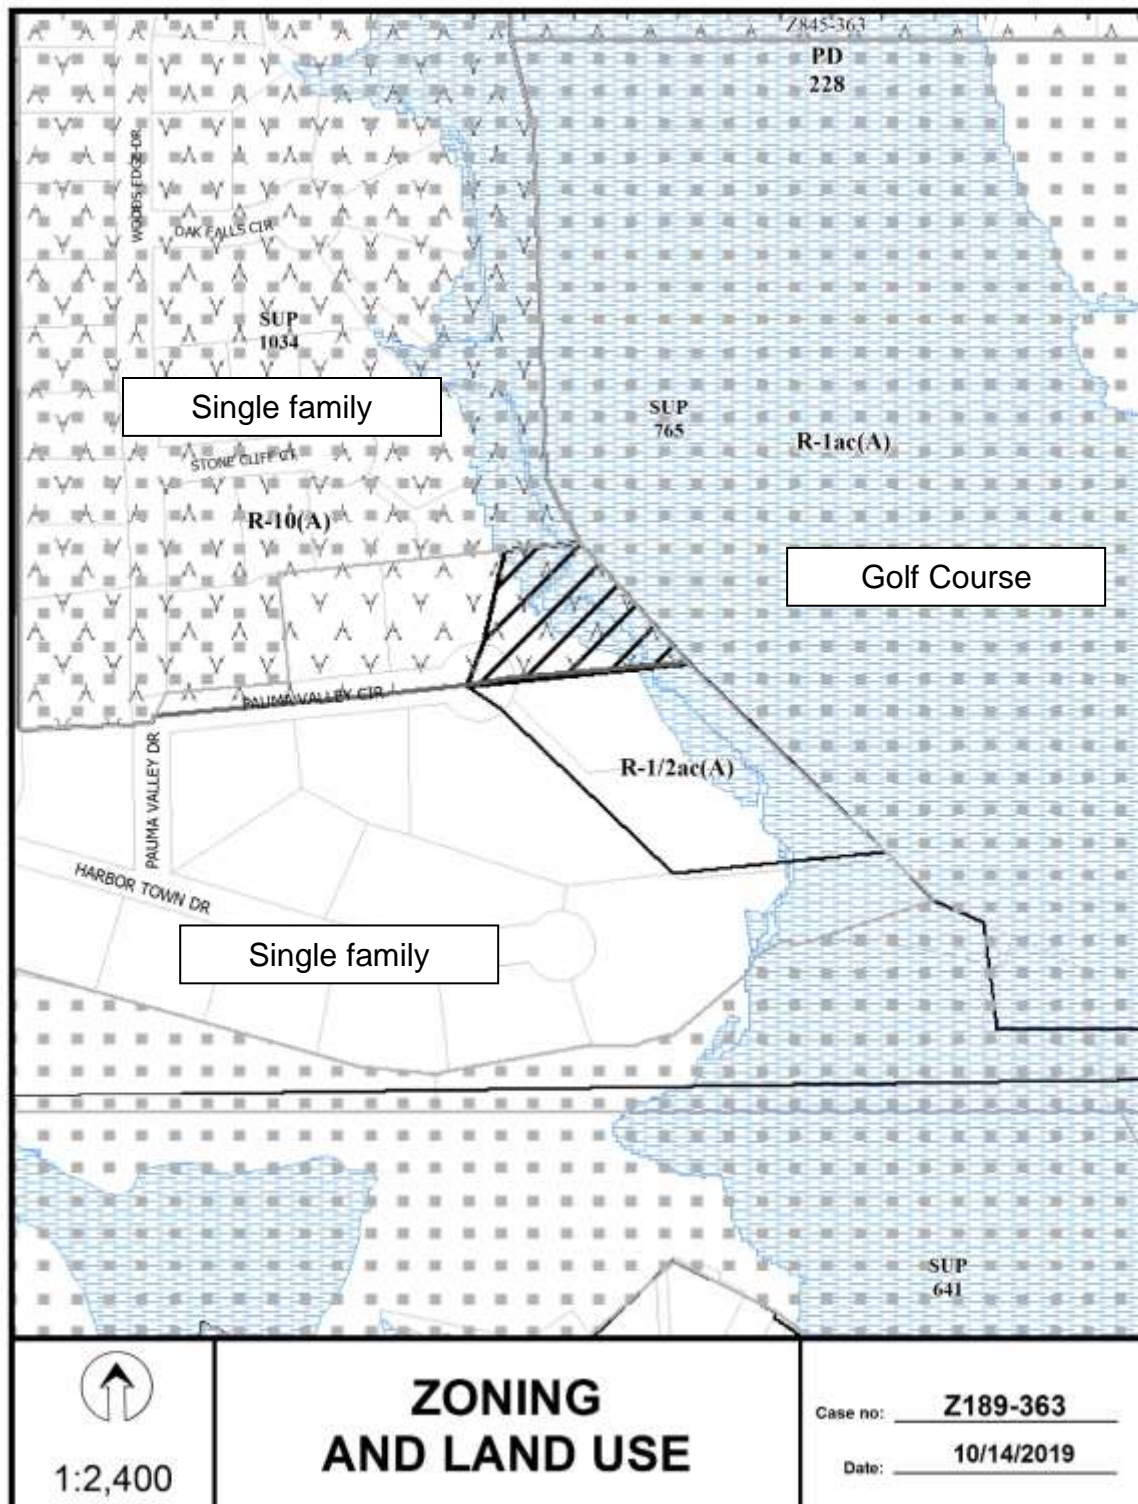 Z845-363
PD
228
WOODS EDGE DR
OAK FALLS CIR
SUP
1034
Single family
SUP
765
R-1ac(A)
STONE CLIFF CT
R-10(A)
Golf Course
PAUMA VALLEY CIR
PAUMA VALLEY DR
R-1/2ac(A)
HARBOR TOWN DR
Single family
SUP
641
1:2,400
ZONING
AND LAND USE
Case no: Z189-363
Date: 10/14/2019